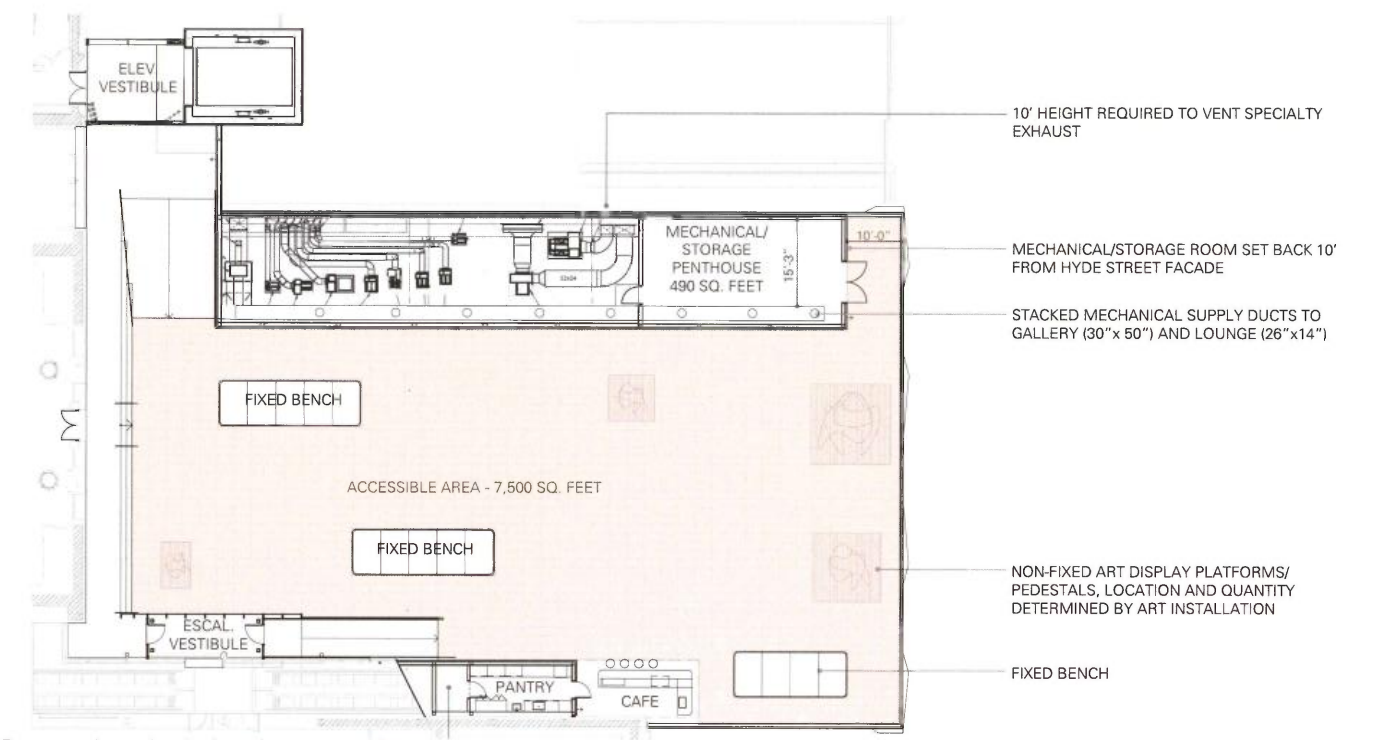 ELEV.
VESTIBULE
10' HEIGHT REQUIRED TO VENT SPECIALTY
EXHAUST
MECHANICAL/
STORAGE
PENTHOUSE
490 SQ. FEET
15'-3"
10'-0"
MECHANICAL/STORAGE ROOM SET BACK 10'
FROM HYDE STREET FACADE
STACKED MECHANICAL SUPPLY DUCTS TO
GALLERY (30"x 50") AND LOUNGE (26"x14")
FIXED BENCH
ACCESSIBLE AREA - 7,500 SQ. FEET
FIXED BENCH
NON-FIXED ART DISPLAY PLATFORMS/
PEDESTALS, LOCATION AND QUANTITY
DETERMINED BY ART INSTALLATION
ESCAL.
VESTIBULE
PANTRY
CAFE
FIXED BENCH